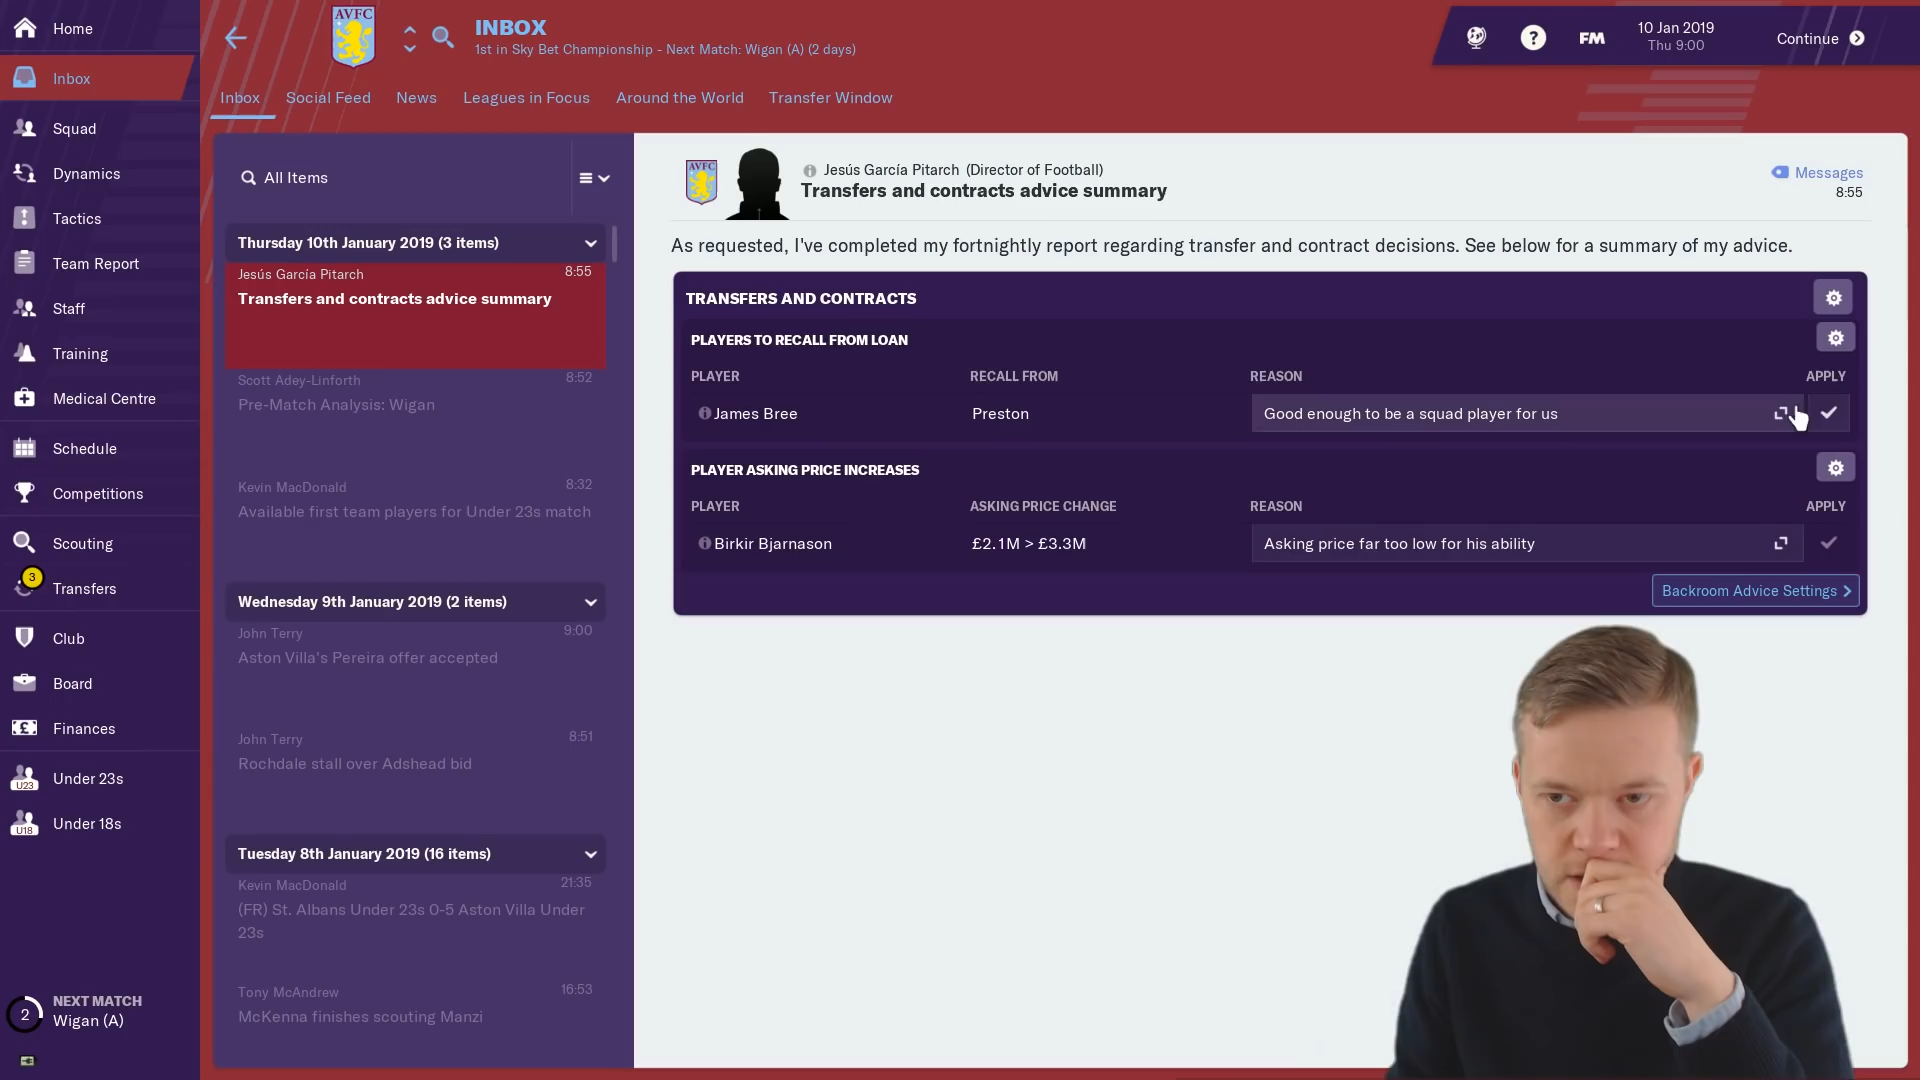 Home
Inbox
Squad
Dynamics
Tactics
Team Report
Staff
Training
Medical Centre
Schedule
Competitions
Scouting
3
Transfers
Club
Board
Finances
U23
Under 23s
U18
Under 18s
2
NEXT MATCH
Wigan (A)
AVFC
INBOX
1st in Sky Bet Championship - Next Match: Wigan (A) (2 days)
?
FM
10 Jan 2019
Thu 9:00
Continue
Inbox
Social Feed
News
Leagues in Focus
Around the World
Transfer Window
All Items
Thursday 10th January 2019 (3 items)
Jesús García Pitarch 8:55
Transfers and contracts advice summary
Scott Adey-Linforth 8:52
Pre-Match Analysis: Wigan
Kevin MacDonald 8:32
Available first team players for Under 23s match
Wednesday 9th January 2019 (2 items)
John Terry 9:00
Aston Villa's Pereira offer accepted
John Terry 8:51
Rochdale stall over Adshead bid
Tuesday 8th January 2019 (16 items)
Kevin MacDonald 21:35
(FR) St. Albans Under 23s 0-5 Aston Villa Under
23s
Tony McAndrew 16:53
McKenna finishes scouting Manzi
AVFC
Jesús García Pitarch (Director of Football)
Transfers and contracts advice summary
Messages
8:55
As requested, I've completed my fortnightly report regarding transfer and contract decisions. See below for a summary of my advice.
TRANSFERS AND CONTRACTS
PLAYERS TO RECALL FROM LOAN
PLAYER RECALL FROM REASON APPLY
James Bree Preston Good enough to be a squad player for us
PLAYER ASKING PRICE INCREASES
PLAYER ASKING PRICE CHANGE REASON APPLY
Birkir Bjarnason £2.1M > £3.3M Asking price far too low for his ability
Backroom Advice Settings